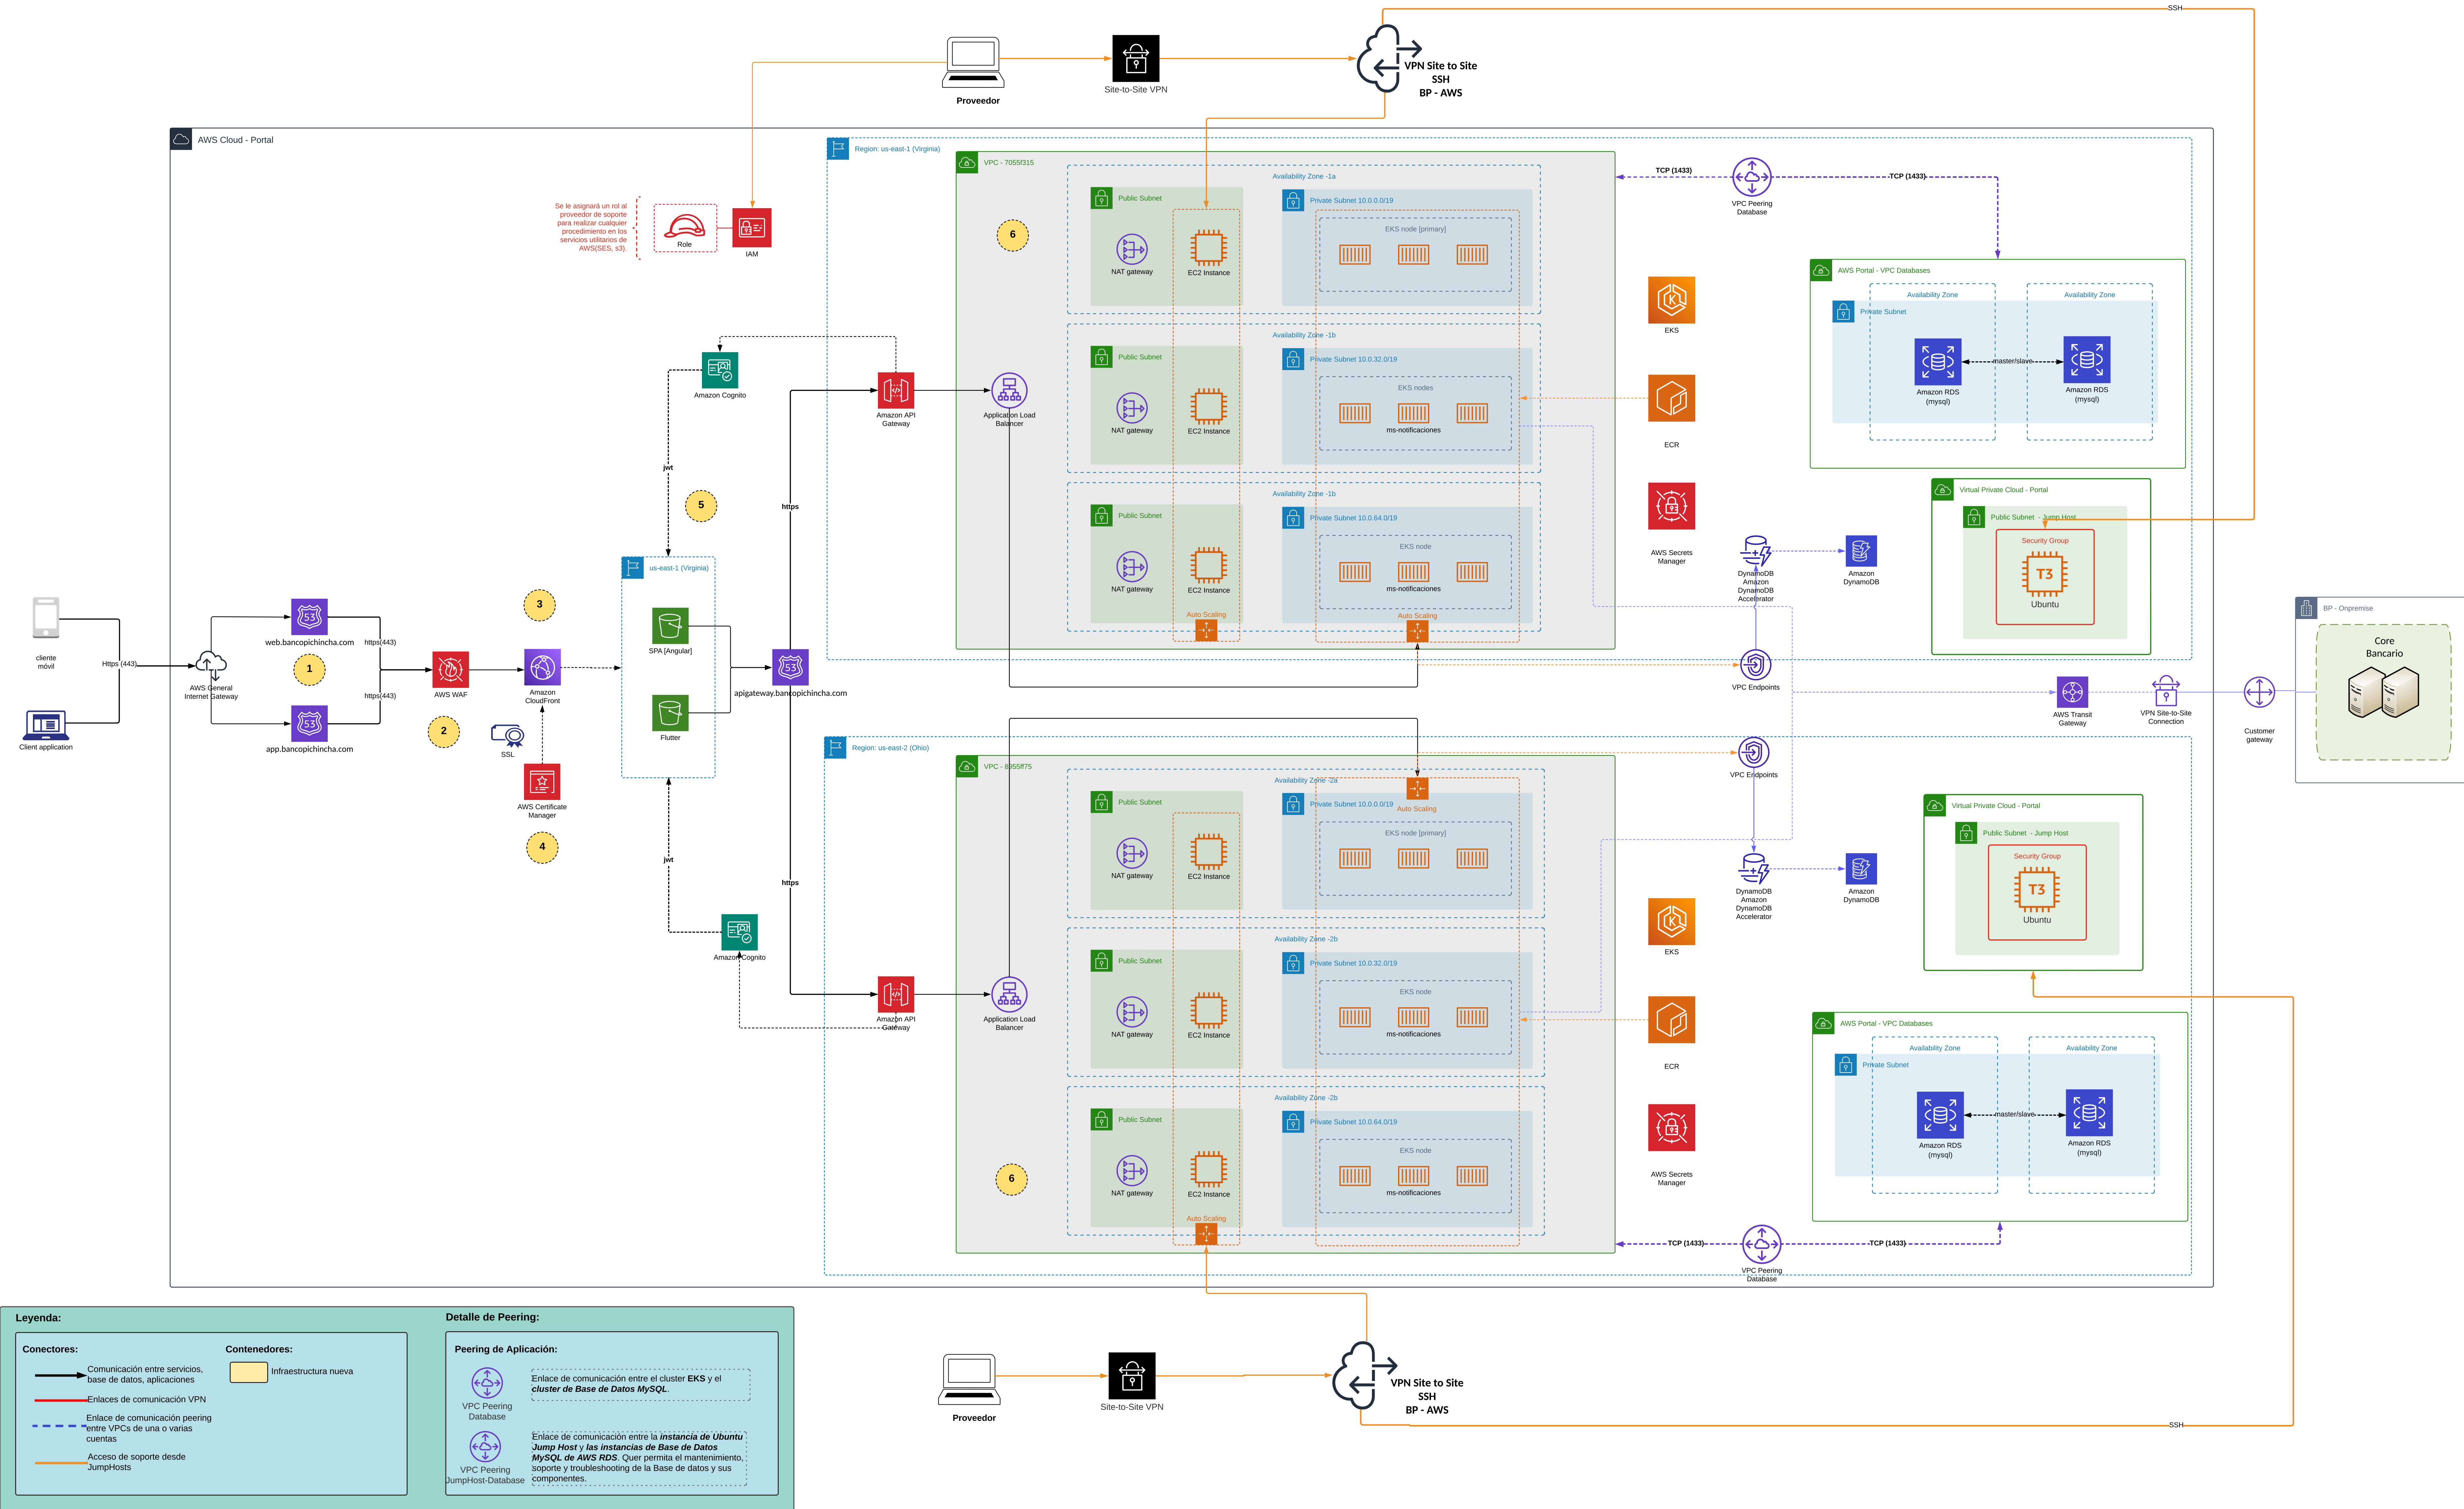 SSH
VPN Site to Site
SSH
BP - AWS
Proveedor
Site-to-Site VPN
AWS Cloud - Portal
Region: us-east-1 (Virginia)
VPC - 7055f315
Se le asignará un rol al
proveedor de soporte
para realizar cualquier
procedimiento en los
servicios utilitarios de
AWS(SES, s3).
Role
IAM
6
Availability Zone -1a
Public Subnet
NAT gateway
EC2 Instance
Private Subnet 10.0.0.0/19
EKS node [primary]
Availability Zone -1b
Public Subnet
NAT gateway
EC2 Instance
Private Subnet 10.0.32.0/19
EKS nodes
ms-notificaciones
Availability Zone -1b
Public Subnet
NAT gateway
EC2 Instance
Auto Scaling
Private Subnet 10.0.64.0/19
EKS node
ms-notificaciones
Auto Scaling
EKS
ECR
AWS Secrets
Manager
TCP (1433)
VPC Peering
Database
TCP (1433)
AWS Portal - VPC Databases
Availability Zone
Availability Zone
Private Subnet
Amazon RDS
(mysql)
master/slave
Amazon RDS
(mysql)
Virtual Private Cloud - Portal
Public Subnet - Jump Host
Security Group
T3
Ubuntu
DynamoDB
Amazon
DynamoDB
Accelerator
Amazon
DynamoDB
VPC Endpoints
Amazon Cognito
jwt
5
Amazon API
Gateway
Application Load
Balancer
https
cliente
móvil
Client application
Https (443)
AWS General
Internet Gateway
53
web.bancopichincha.com
1
53
app.bancopichincha.com
https(443)
https(443)
AWS WAF
2
3
Amazon
CloudFront
SSL
AWS Certificate
Manager
4
us-east-1 (Virginia)
SPA [Angular]
Flutter
53
apigateway.bancopichincha.com
https
jwt
Amazon Cognito
Amazon API
Gateway
Application Load
Balancer
AWS Transit
Gateway
VPN Site-to-Site
Connection
Customer
gateway
BP - Onpremise
Core
Bancario
Region: us-east-2 (Ohio)
VPC - 8955ff75
Availability Zone -2a
Public Subnet
NAT gateway
EC2 Instance
Private Subnet 10.0.0.0/19
Auto Scaling
EKS node [primary]
Availability Zone -2b
Public Subnet
NAT gateway
EC2 Instance
Private Subnet 10.0.32.0/19
EKS node
ms-notificaciones
Availability Zone -2b
Public Subnet
NAT gateway
EC2 Instance
Auto Scaling
Private Subnet 10.0.64.0/19
EKS node
ms-notificaciones
6
EKS
ECR
AWS Secrets
Manager
VPC Endpoints
DynamoDB
Amazon
DynamoDB
Accelerator
Amazon
DynamoDB
Virtual Private Cloud - Portal
Public Subnet - Jump Host
Security Group
T3
Ubuntu
AWS Portal - VPC Databases
Availability Zone
Availability Zone
Private Subnet
Amazon RDS
(mysql)
master/slave
Amazon RDS
(mysql)
TCP (1433)
VPC Peering
Database
TCP (1433)
Proveedor
Site-to-Site VPN
VPN Site to Site
SSH
BP - AWS
SSH
Leyenda:
Conectores:
Comunicación entre servicios,
base de datos, aplicaciones
Enlaces de comunicación VPN
Enlace de comunicación peering
entre VPCs de una o varias
cuentas
Acceso de soporte desde
JumpHosts
Contenedores:
Infraestructura nueva
Detalle de Peering:
Peering de Aplicación:
VPC Peering
Database
Enlace de comunicación entre el cluster EKS y el
cluster de Base de Datos MySQL.
VPC Peering
JumpHost-Database
Enlace de comunicación entre la instancia de Ubuntu
Jump Host y las instancias de Base de Datos
MySQL de AWS RDS. Quer permita el mantenimiento,
soporte y troubleshooting de la Base de datos y sus
componentes.